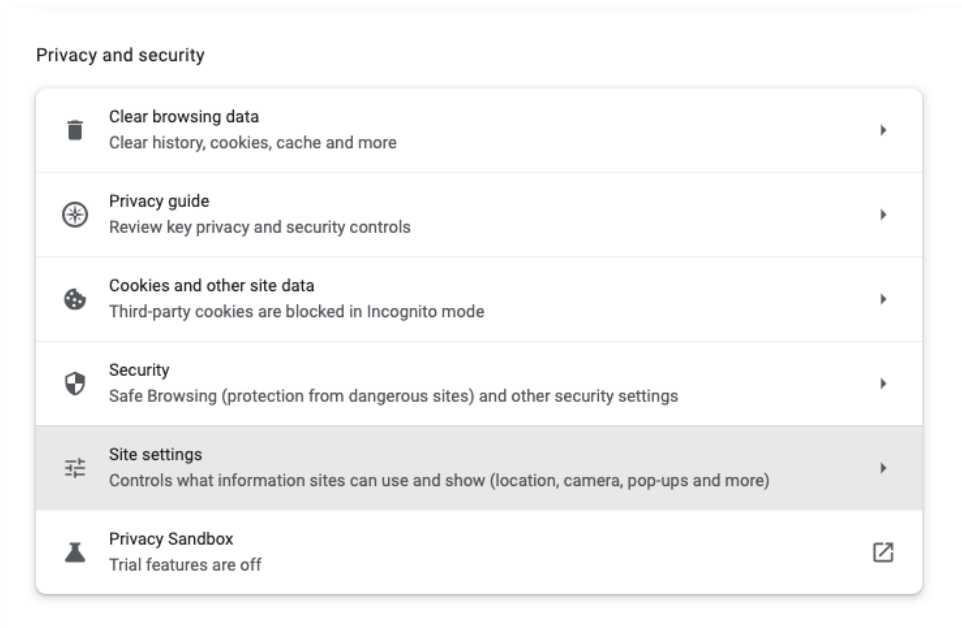 Privacy and security
Clear browsing data
Clear history, cookies, cache and more
Privacy guide
Review key privacy and security controls
Cookies and other site data
Third-party cookies are blocked in Incognito mode
Security
Safe Browsing (protection from dangerous sites) and other security settings
Site settings
Controls what information sites can use and show (location, camera, pop-ups and more)
Privacy Sandbox
Trial features are off